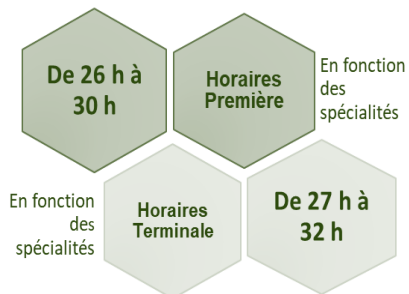 De 26 h à
30 h
Horaires
Première
En fonction
des
spécialités
En fonction
des
spécialités
Horaires
Terminale
De 27 h à
32 h